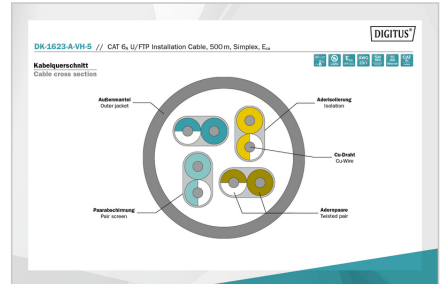 DIGITUS®
DK-1623-A-VH-5 // CAT 6A U/FTP Installation Cable, 500 m, Simplex, Eca
Kabelquerschnitt
Cable cross section
Außenmantel
Outer jacket
Aderisolierung
Isolation
Cu-Draht
Cu-Wire
Paarabschirmung
Pair screen
Adernpaare
Twisted pair